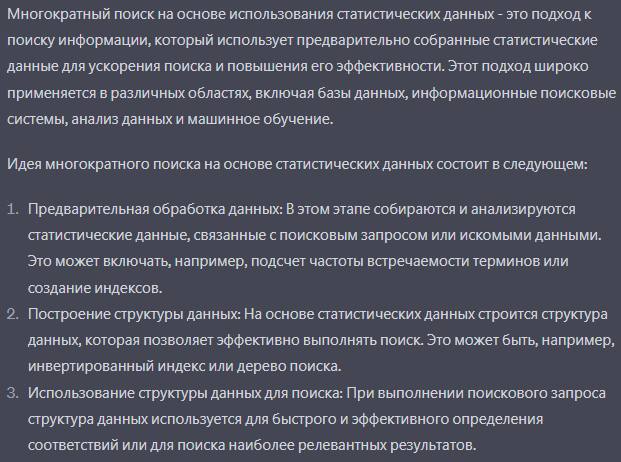 Многократный поиск на основе использования статистических данных - это подход к
поиску информации, который использует предварительно собранные статистические
данные для ускорения поиска и повышения его эффективности. Этот подход широко
применяется в различных областях, включая базы данных, информационные поисковые
системы, анализ данных и машинное обучение.
Идея многократного поиска на основе статистических данных состоит в следующем:
1. Предварительная обработка данных: В этом этапе собираются и анализируются
статистические данные, связанные с поисковым запросом или искомыми данными.
Это может включать, например, подсчет частоты встречаемости терминов или
создание индексов.
2. Построение структуры данных: На основе статистических данных строится структура
данных, которая позволяет эффективно выполнять поиск. Это может быть, например,
инвертированный индекс или дерево поиска.
3. Использование структуры данных для поиска: При выполнении поискового запроса
структура данных используется для быстрого и эффективного определения
соответствий или для поиска наиболее релевантных результатов.